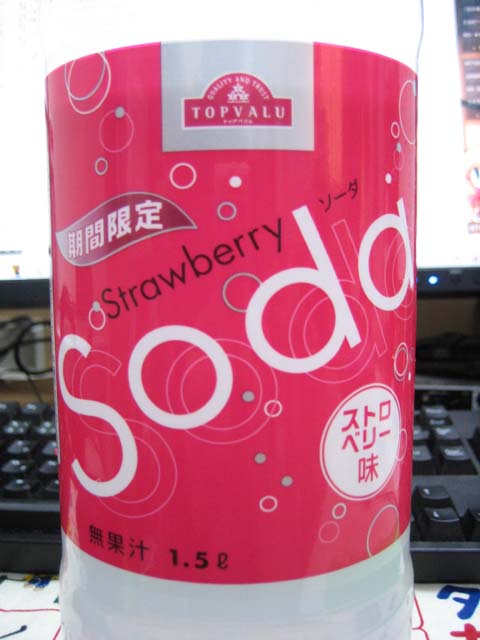 QUALITY AND TRUST
TOPVALU
トップバリュ
期間限定
Strawberry
ソーダ
Soda
ストロ
ベリー
味
無果汁 1.5ℓ